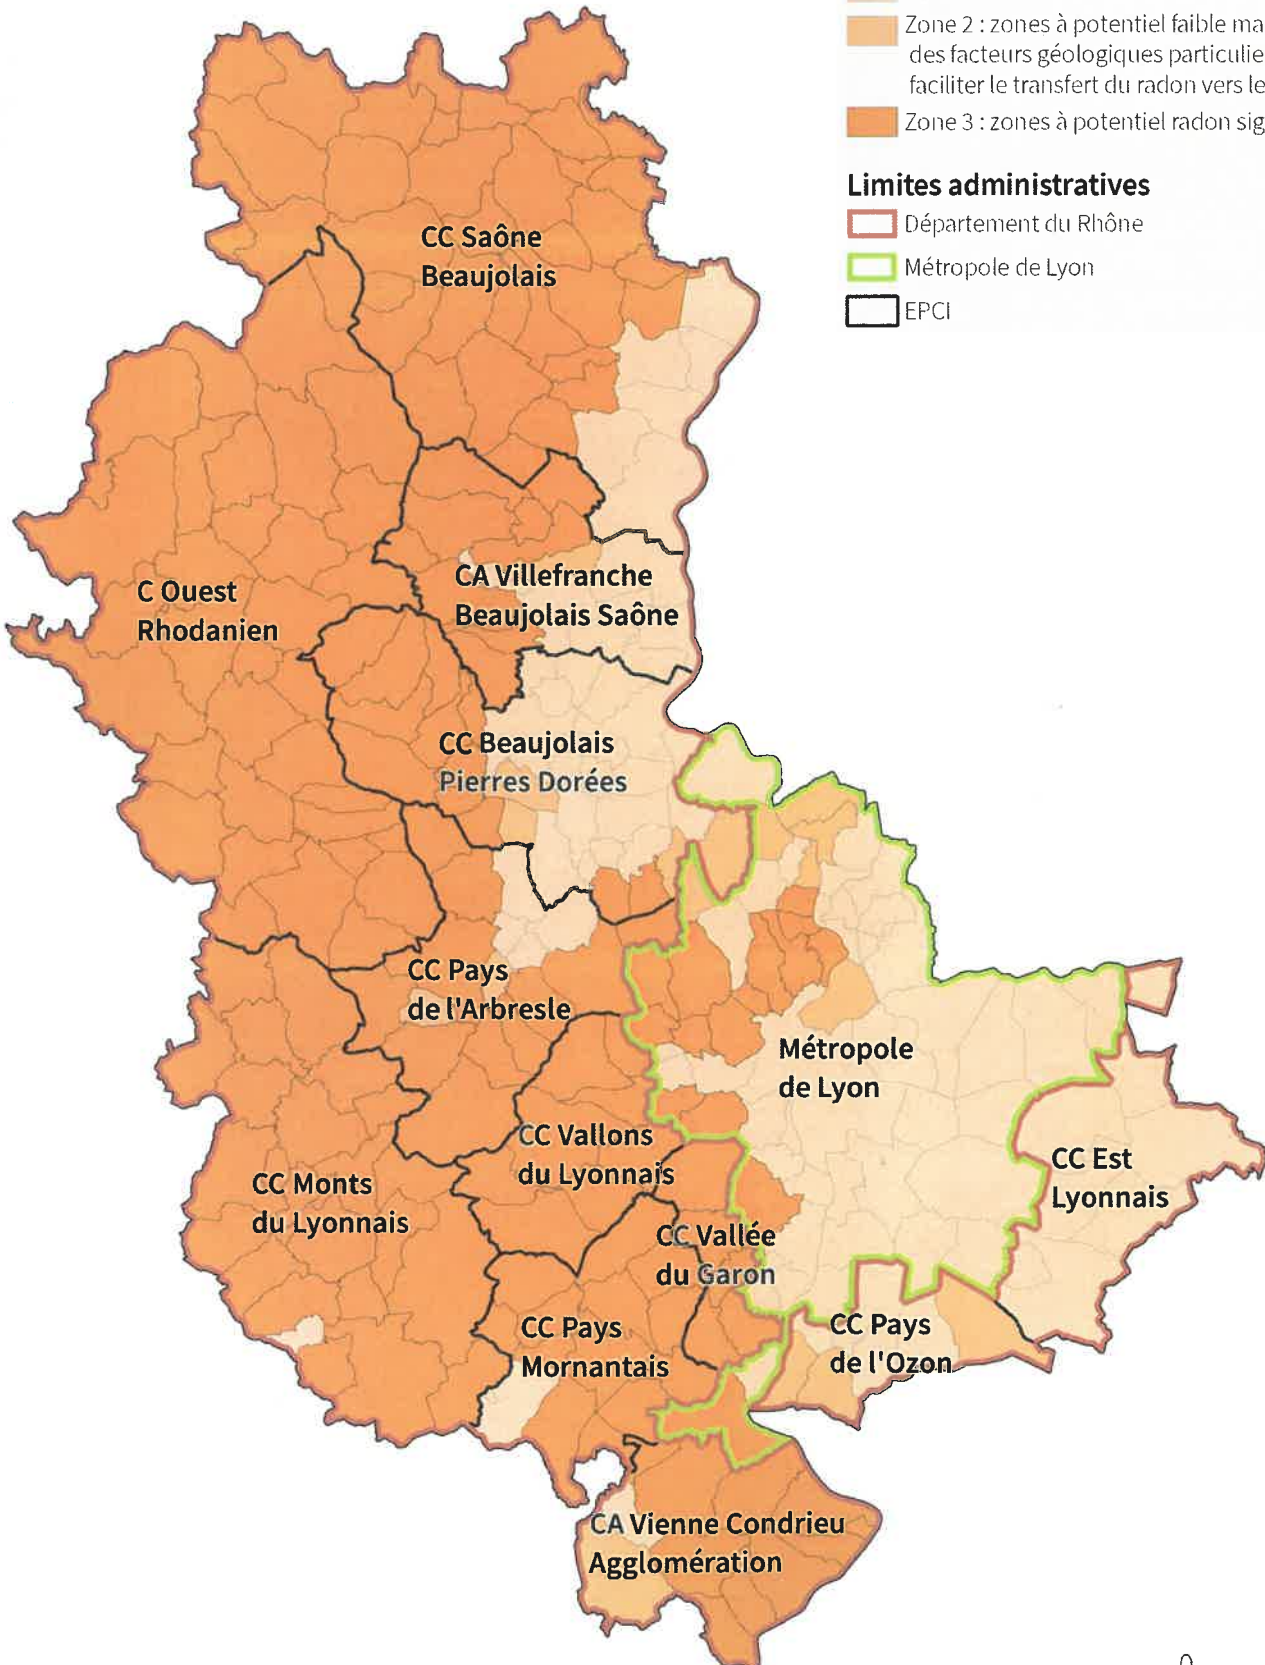 Zone 2 : zones à potentiel faible ma
des facteurs géologiques particulie
faciliter le transfert du radon vers le
Zone 3 : zones à potentiel radon sig
Limites administratives
Département du Rhône
Métropole de Lyon
EPCI
CC Saône
Beaujolais
C Ouest
Rhodanien
CA Villefranche
Beaujolais Saône
CC Beaujolais
Pierres Dorées
CC Pays
de l'Arbresle
Métropole
de Lyon
CC Vallons
du Lyonnais
CC Est
Lyonnais
CC Monts
du Lyonnais
CC Vallée
du Garon
CC Pays
Mornantais
CC Pays
de l'Ozon
CA Vienne Condrieu
Agglomération
0